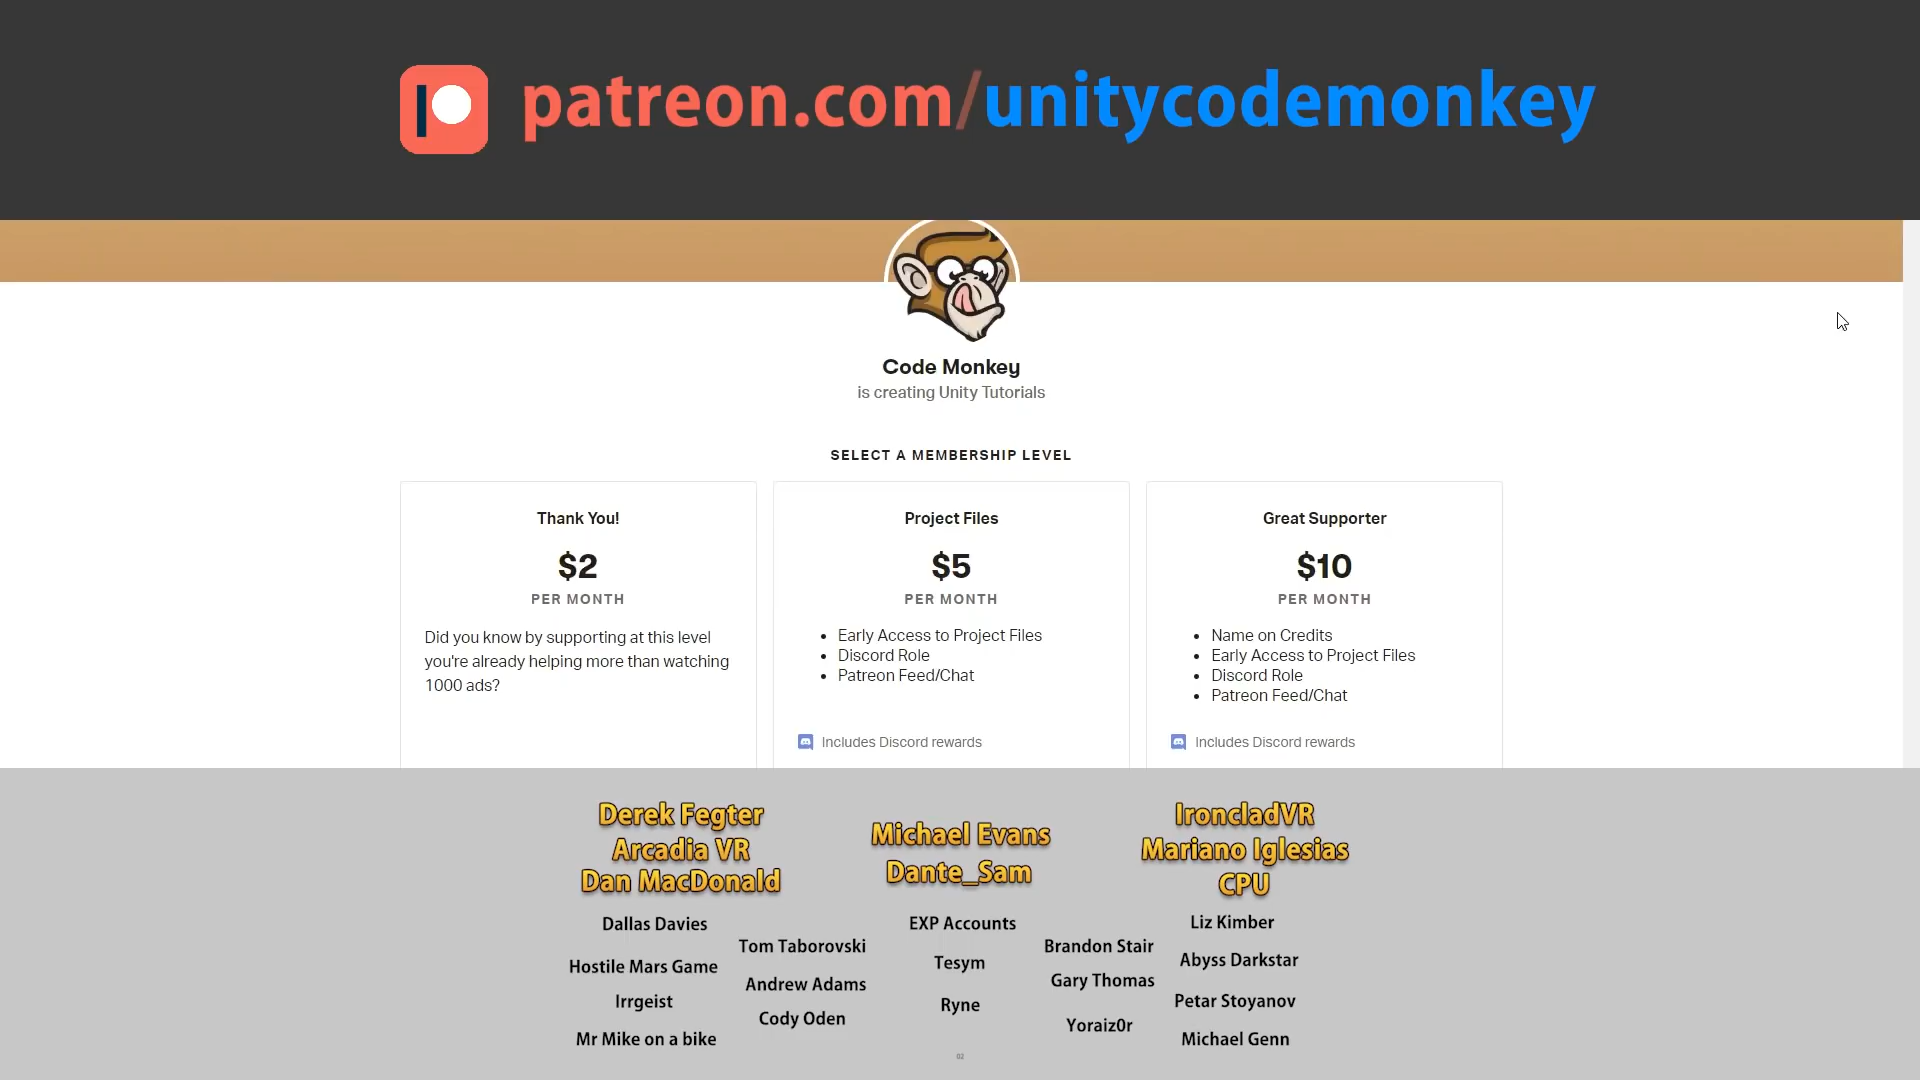 patreon.com/unitycodemonkey
Code Monkey
is creating Unity Tutorials
SELECT A MEMBERSHIP LEVEL
Thank You!
$2
PER MONTH
Did you know by supporting at this level
you're already helping more than watching
1000 ads?
Project Files
$5
PER MONTH
Early Access to Project Files
Discord Role
Patreon Feed/Chat
Includes Discord rewards
Great Supporter
$10
PER MONTH
Name on Credits
Early Access to Project Files
Discord Role
Patreon Feed/Chat
Includes Discord rewards
Derek Fegter
Arcadia VR
Dan MacDonald
Michael Evans
Dante_Sam
IroncladVR
Mariano Iglesias
CPU
Dallas Davies
Hostile Mars Game
Irrgeist
Mr Mike on a bike
Tom Taborovski
Andrew Adams
Cody Oden
EXP Accounts
Tesym
Ryne
Brandon Stair
Gary Thomas
Yoraiz0r
Liz Kimber
Abyss Darkstar
Petar Stoyanov
Michael Genn